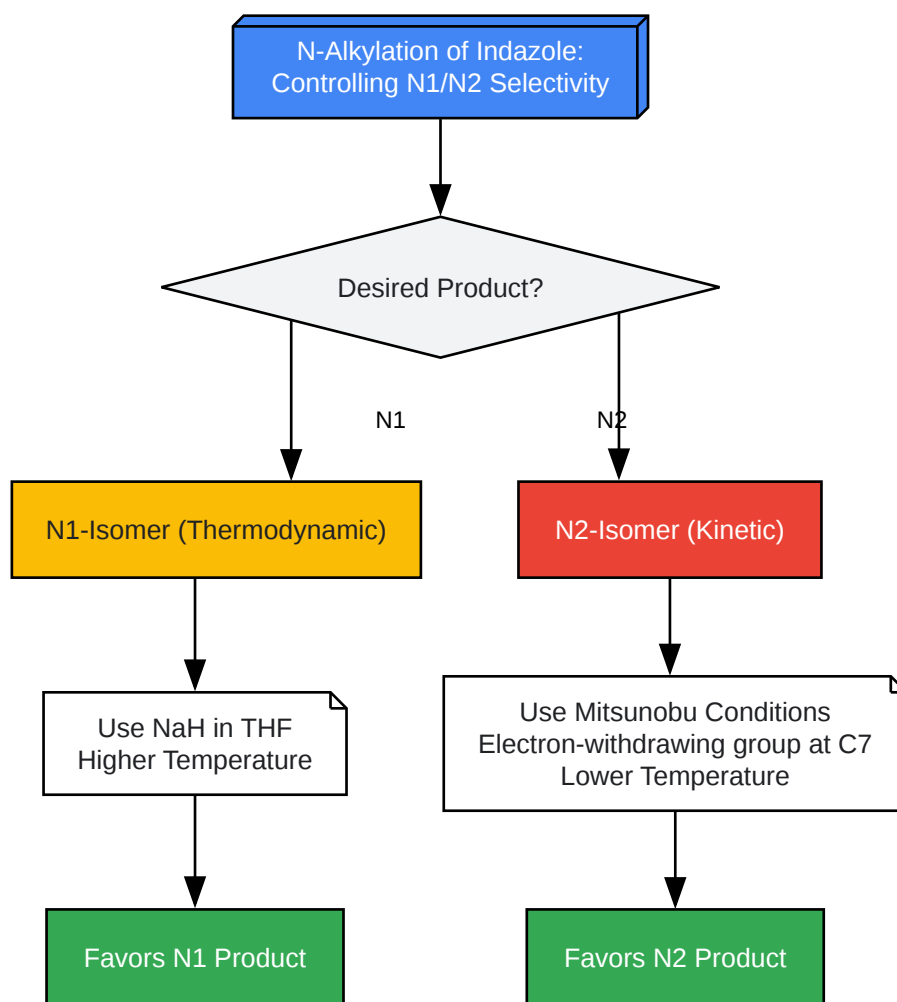 N-Alkylation of Indazole:
Controlling N1/N2 Selectivity
Desired Product?
N1
N2
N1-Isomer (Thermodynamic)
N2-Isomer (Kinetic)
Use NaH in THF
Higher Temperature
Use Mitsunobu Conditions
Electron-withdrawing group at C7
Lower Temperature
Favors N1 Product
Favors N2 Product